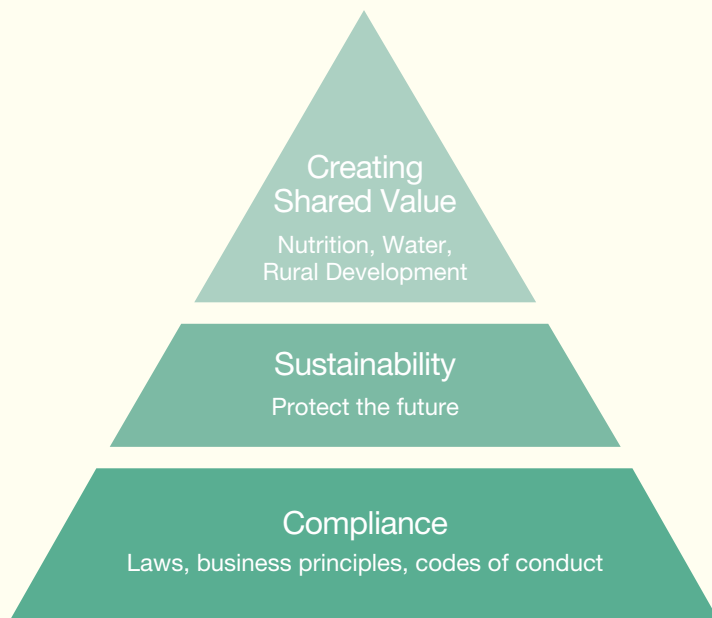 Creating
Shared Value
Nutrition, Water,
Rural Development
Sustainability
Protect the future
Compliance
Laws, business principles, codes of conduct